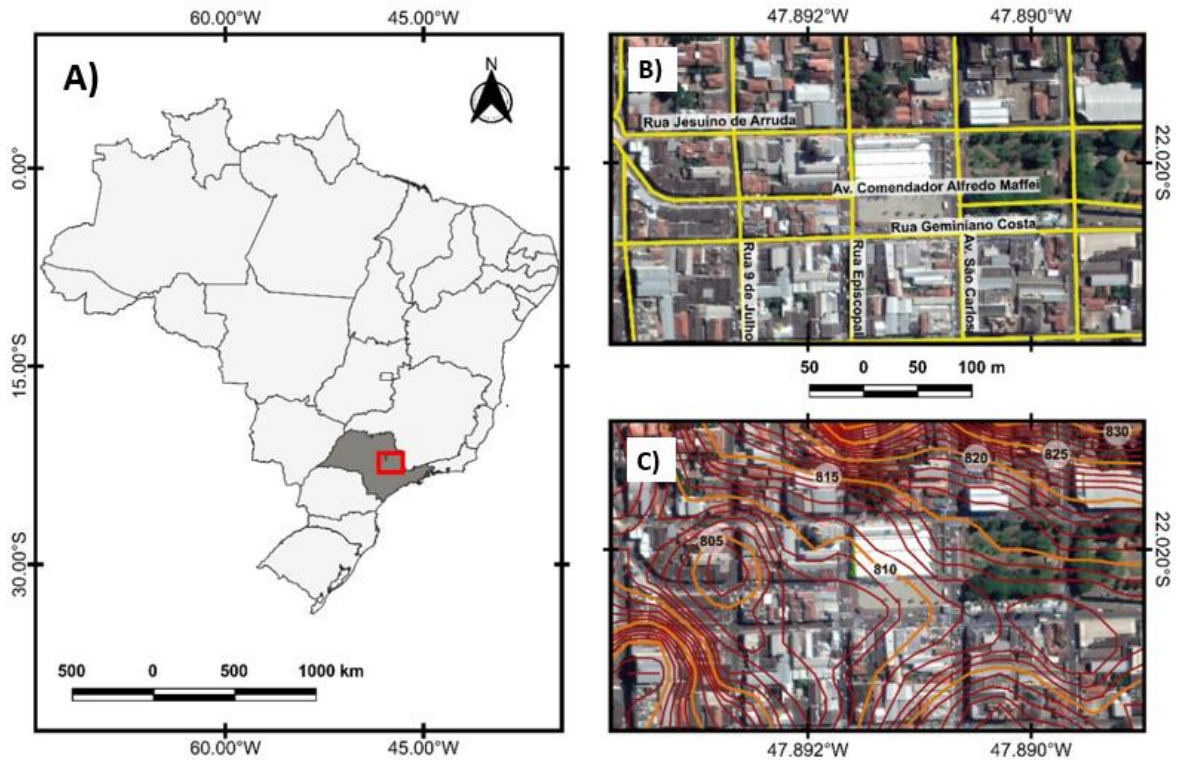 60.00°W
45.00°W
A)
N
0.00°
15.00°S
30.00°S
500 0 500 1000 km
60.00°W
45.00°W
47.892°W
47.890°W
B)
Rua Jesuino de Arruda
Av. Comendador Alfredo Maffei
Rua Geminiano Costa
Rua 9 de Julho
Rua Episcopal
Av. São Carlos
22.020°S
50 0 50 100 m
C)
830
825
820
815
805
810
22.020°S
47.892°W
47.890°W